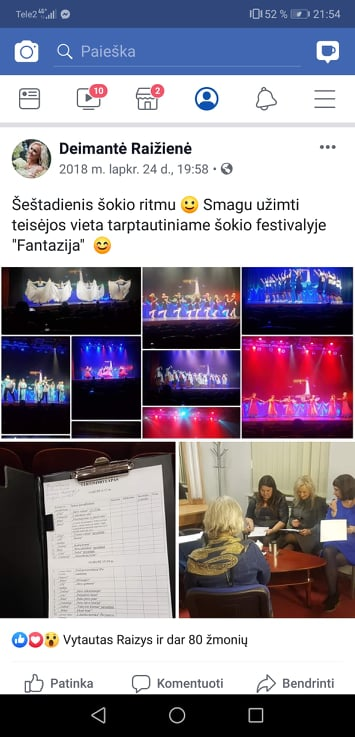 Tele2 4G
52 % 21:54
Paieška
10
2
Deimantė Raižienė
2018 m. lapkr. 24 d., 19:58 •
Šeštadienis šokio ritmu 😃 Smagu užimti
teisėjos vieta tarptautiniame šokio festivalyje
"Fantazija" 😊
Vytautas Raizys ir dar 80 žmonių
Patinka
Komentuoti
Bendrinti